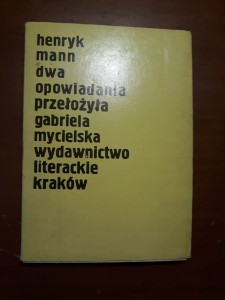 henryk
mann
dwa
opowiadania
przełożyła
gabriela
mycielska
wydawnictwo
literackie
kraków